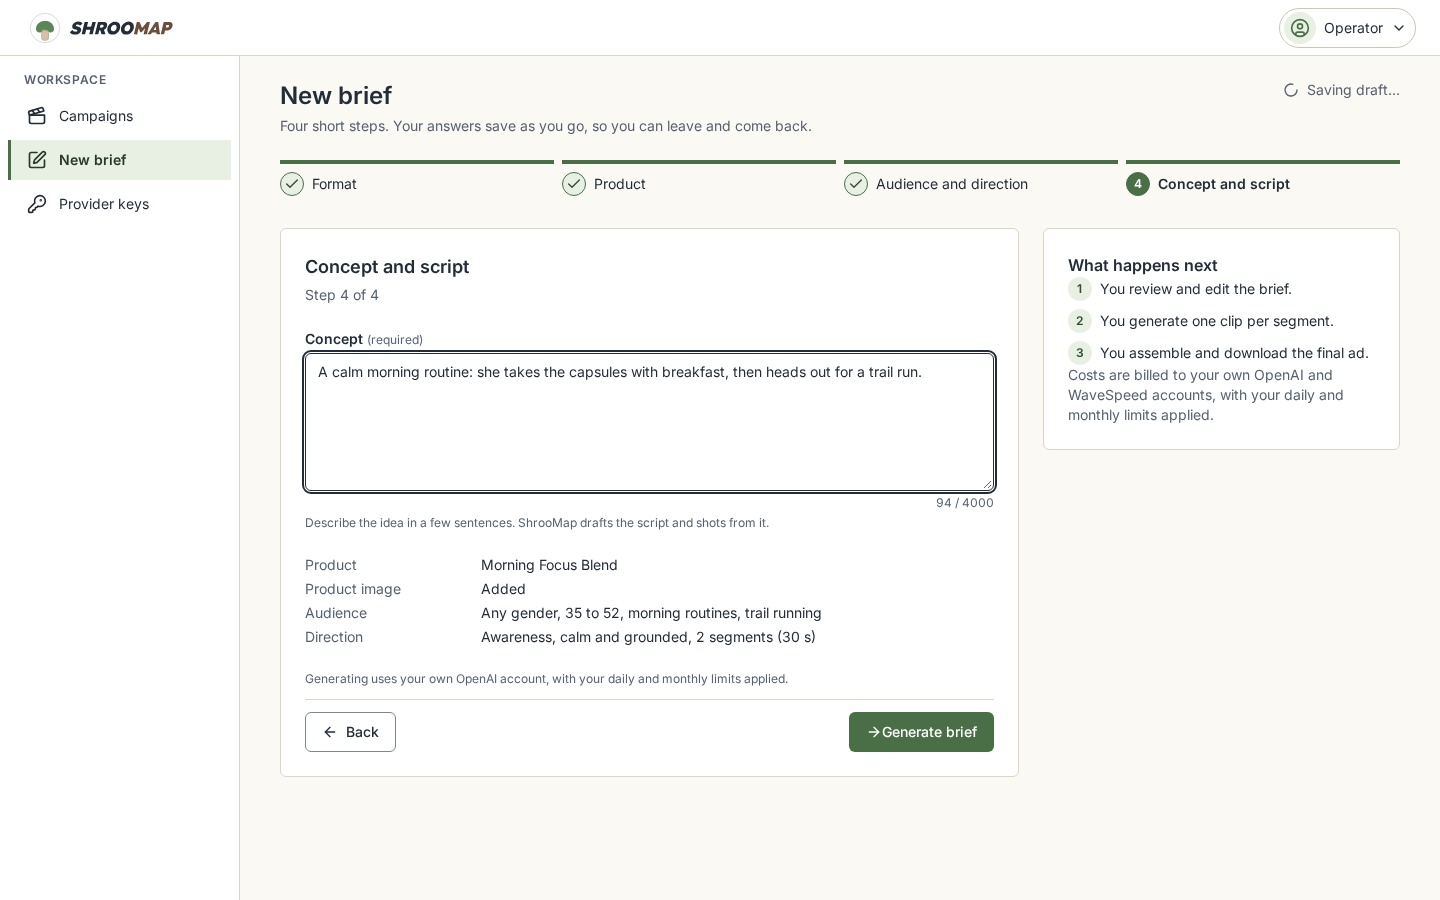 SHROOMAP
Operator
WORKSPACE
Campaigns
New brief
Provider keys
New brief
Saving draft...
Four short steps. Your answers save as you go, so you can leave and come back.
Format
Product
Audience and direction
4 Concept and script
Concept and script
Step 4 of 4
Concept (required)
A calm morning routine: she takes the capsules with breakfast, then heads out for a trail run.
94 / 4000
Describe the idea in a few sentences. ShrooMap drafts the script and shots from it.
Product Morning Focus Blend
Product image Added
Audience Any gender, 35 to 52, morning routines, trail running
Direction Awareness, calm and grounded, 2 segments (30 s)
Generating uses your own OpenAI account, with your daily and monthly limits applied.
Back
Generate brief
What happens next
1 You review and edit the brief.
2 You generate one clip per segment.
3 You assemble and download the final ad.
Costs are billed to your own OpenAI and
WaveSpeed accounts, with your daily and
monthly limits applied.